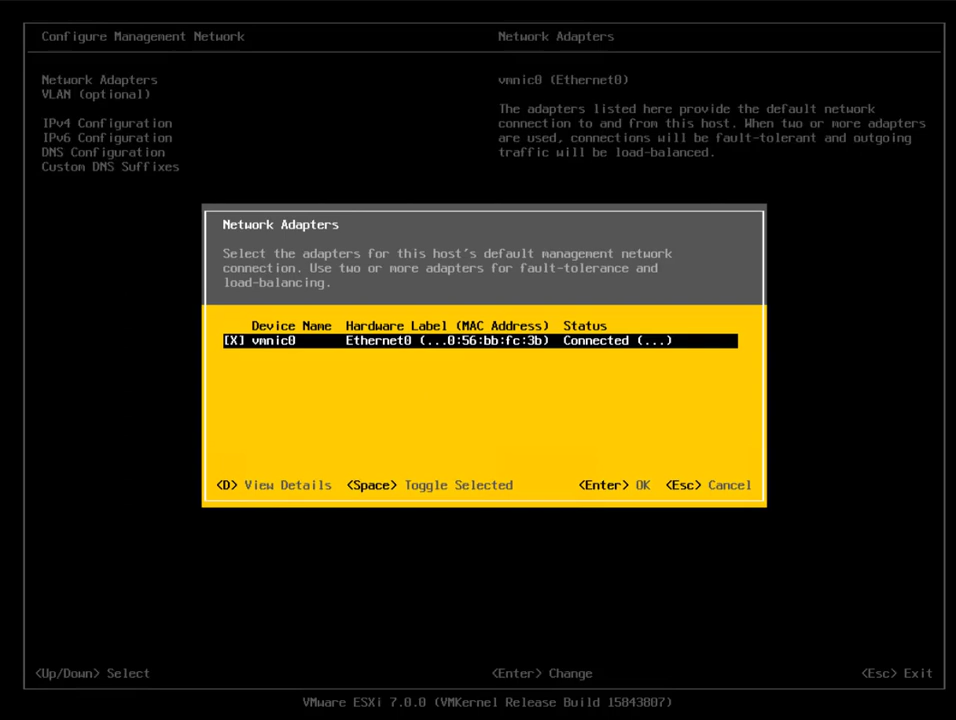 Configure Management Network
Network Adapters
Network Adapters
VLAN (optional)
IPv4 Configuration
IPv6 Configuration
DNS Configuration
Custom DNS Suffixes
vmnic0 (Ethernet0)
The adapters listed here provide the default network
connection to and from this host. When two or more adapters
are used, connections will be fault-tolerant and outgoing
traffic will be load-balanced.
Network Adapters
Select the adapters for this host's default management network
connection. Use two or more adapters for fault-tolerance and
load-balancing.
Device Name Hardware Label (MAC Address) Status
[X] vmnic0 Ethernet0 (...0:56:bb:fc:3b) Connected (...)
<D> View Details <Space> Toggle Selected <Enter> OK <Esc> Cancel
<Up/Down> Select <Enter> Change <Esc> Exit
VMware ESXi 7.0.0 (VMKernel Release Build 15843807)